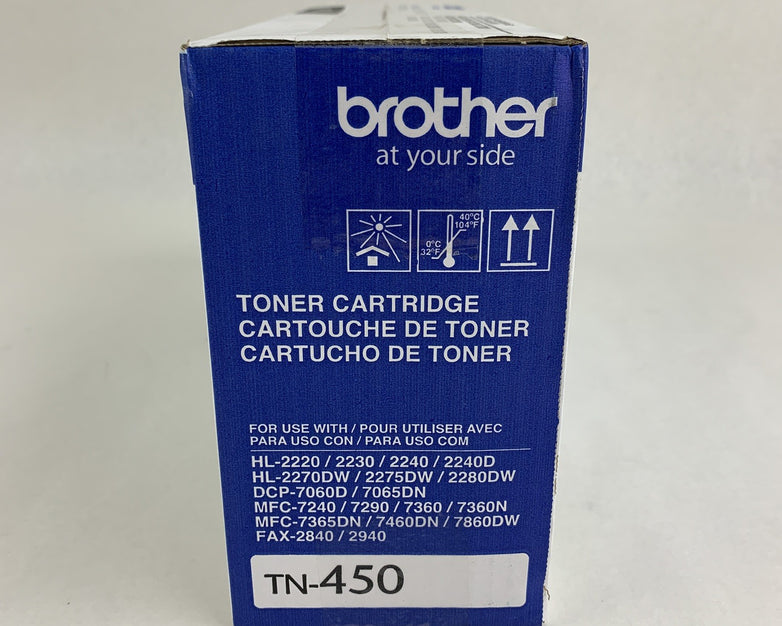 brother
at your side
40°C
104°F
0°C
32°F
TONER CARTRIDGE
CARTOUCHE DE TONER
CARTUCHO DE TONER
FOR USE WITH / POUR UTILISER AVEC
PARA USO CON / PARA USO COM
HL-2220 / 2230 / 2240 / 2240D
HL-2270DW / 2275DW / 2280DW
DCP-7060D / 7065DN
MFC-7240 / 7290 / 7360 / 7360N
MFC-7365DN / 7460DN / 7860DW
FAX-2840 / 2940
TN-450